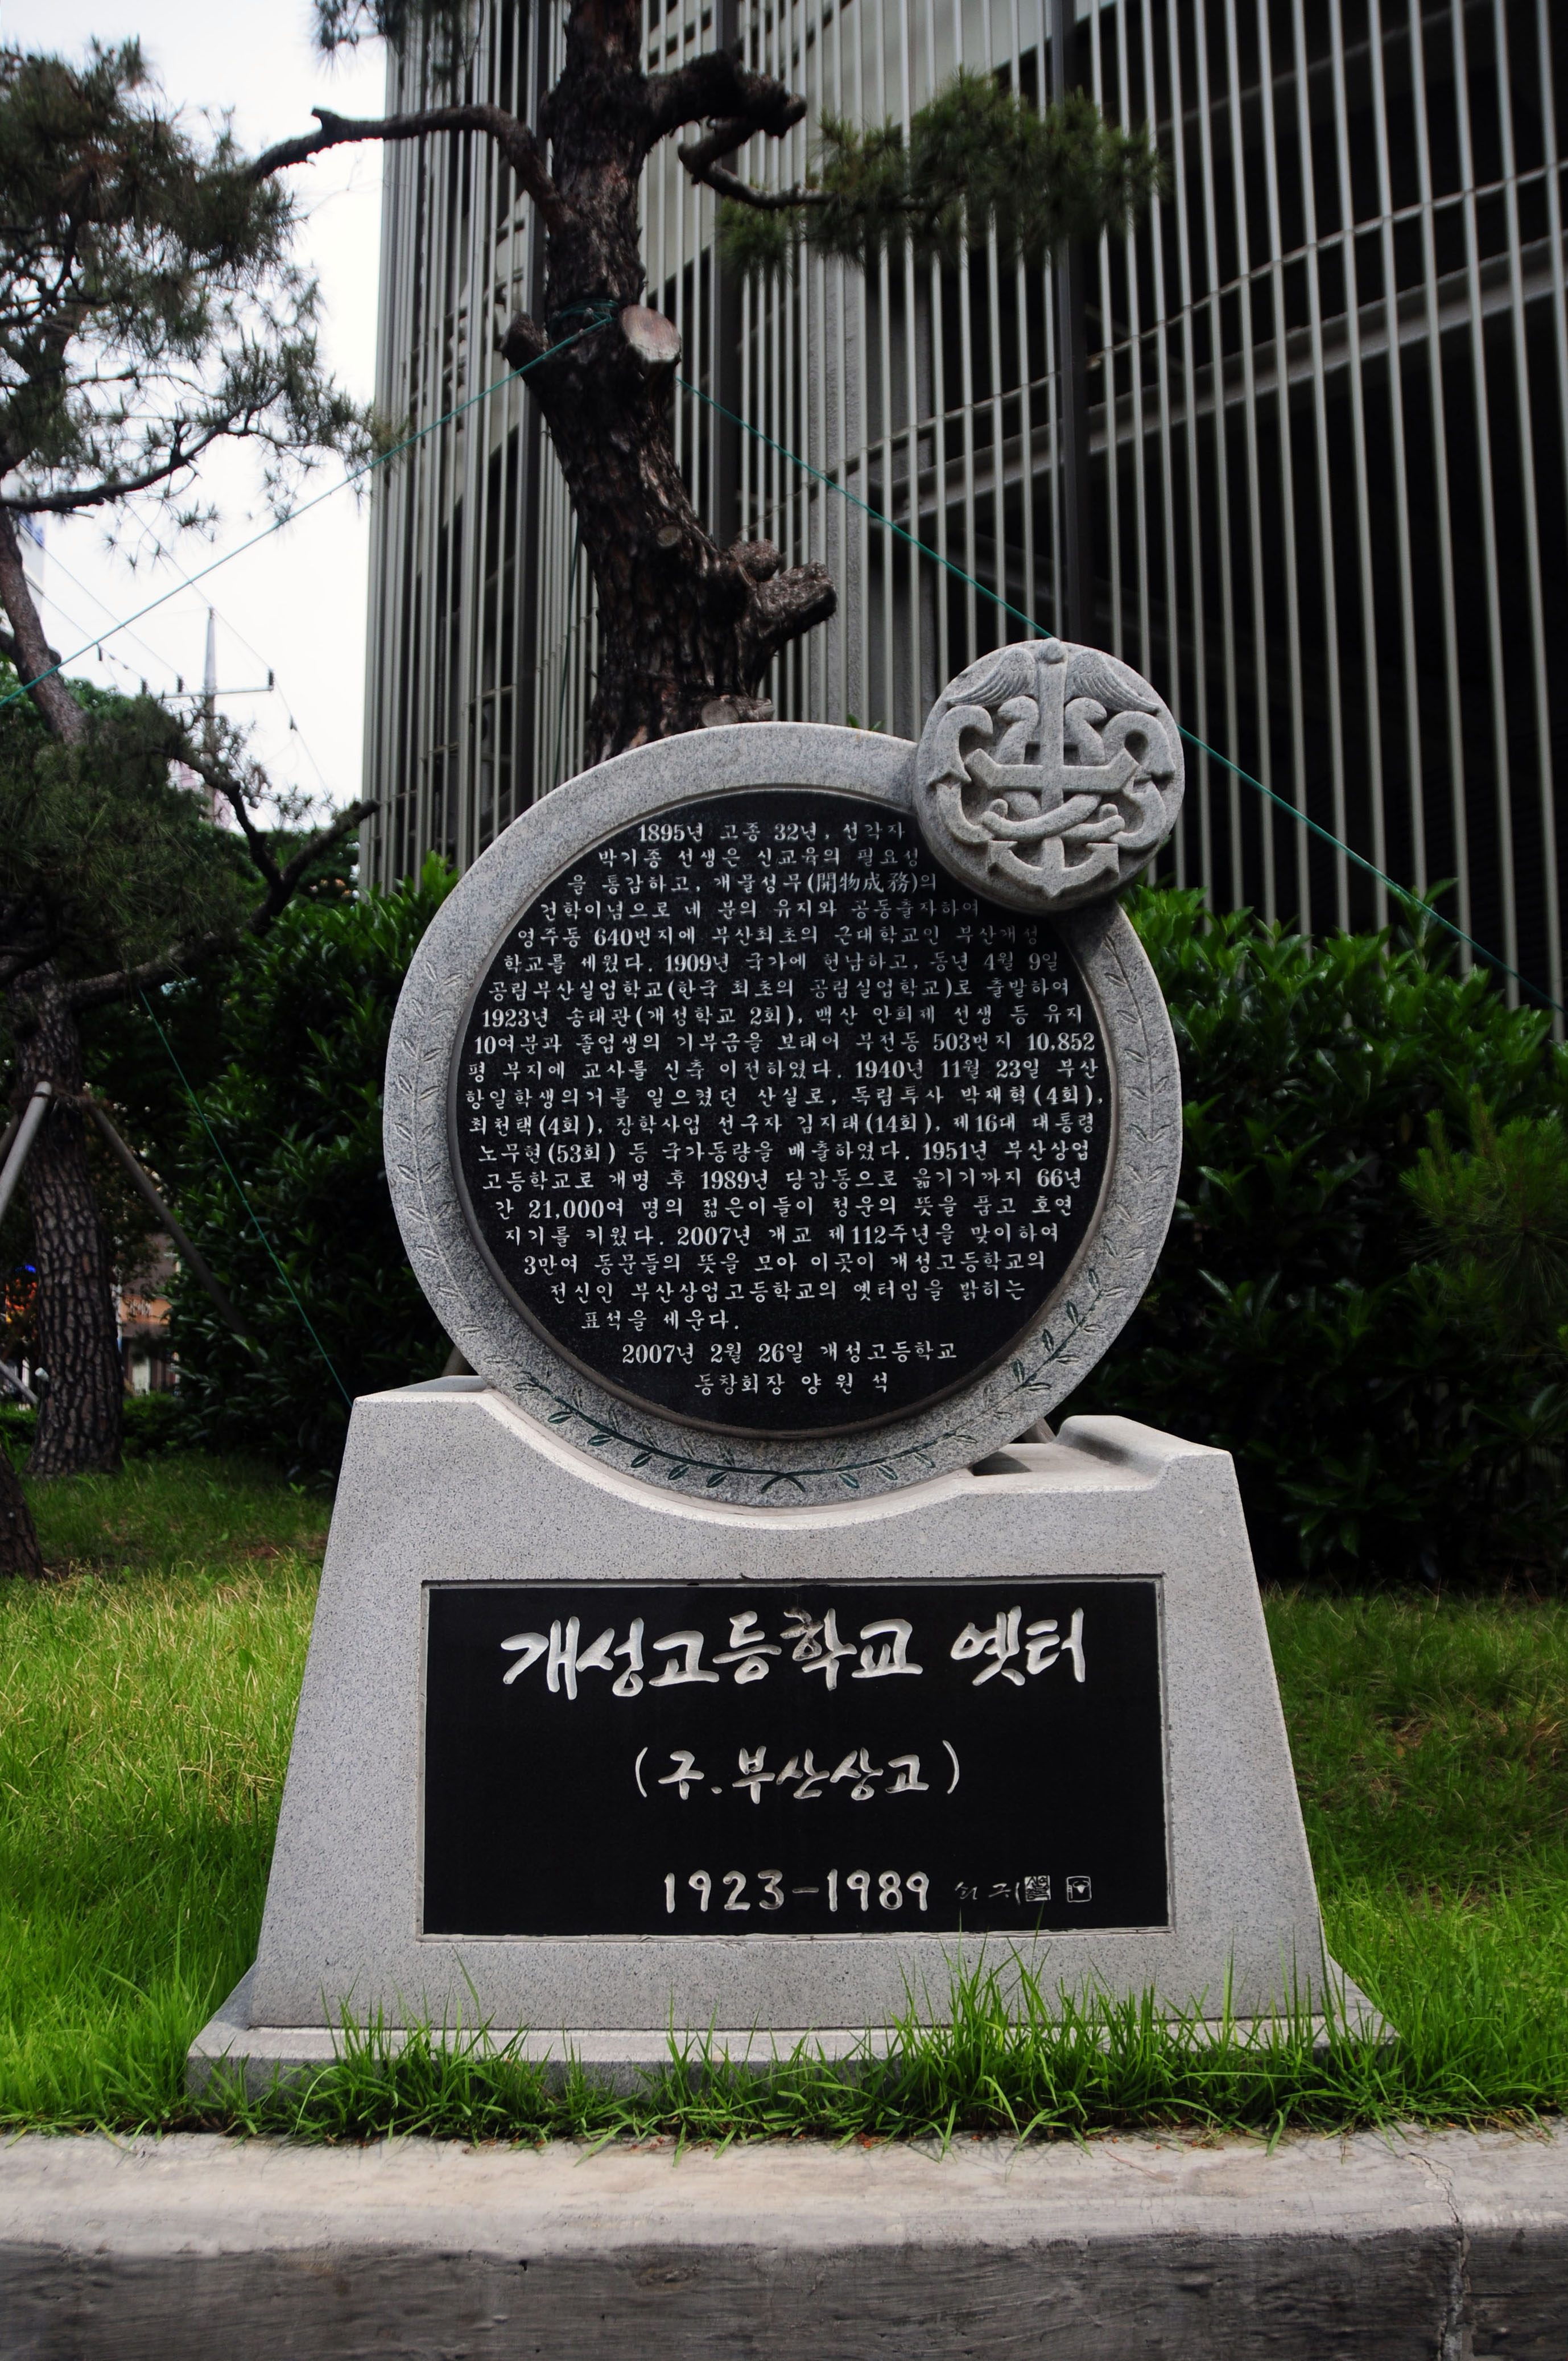 1895년 고종 32년, 선각자
박기종 선생은 신교육의 필요성
을 통감하고, 개물성무(開物成務)의
건학이념으로 네 분의 유지와 공동출자하여
영주동 640번지에 부산최초의 근대학교인 부산개성
학교를 세웠다. 1909년 국가에 헌납하고, 동년 4월 9일
공립부산실업학교(한국 최초의 공립실업학교)로 출발하여
1923년 송태관(개성학교 2회), 백산 안희제 선생 등 유지
10여분과 졸업생의 기부금을 보태어 부전동 503번지 10,852
평 부지에 교사를 신축 이전하였다. 1940년 11월 23일 부산
항일학생의거를 일으켰던 산실로, 독립투사 박재혁(4회),
최천택(4회), 장학사업 선구자 김지태(14회), 제16대 대통령
노무현(53회) 등 국가동량을 배출하였다. 1951년 부산상업
고등학교로 개명 후 1989년 당감동으로 옮기기까지 66년
간 21,000여 명의 젊은이들이 청운의 뜻을 품고 호연
지기를 키웠다. 2007년 개교 제112주년을 맞이하여
3만여 동문들의 뜻을 모아 이곳이 개성고등학교의
전신인 부산상업고등학교의 옛터임을 밝히는
표석을 세운다.
2007년 2월 26일 개성고등학교
동창회장 양 원 석
개성고등학교 옛터
(구.부산상고)
1923-1989